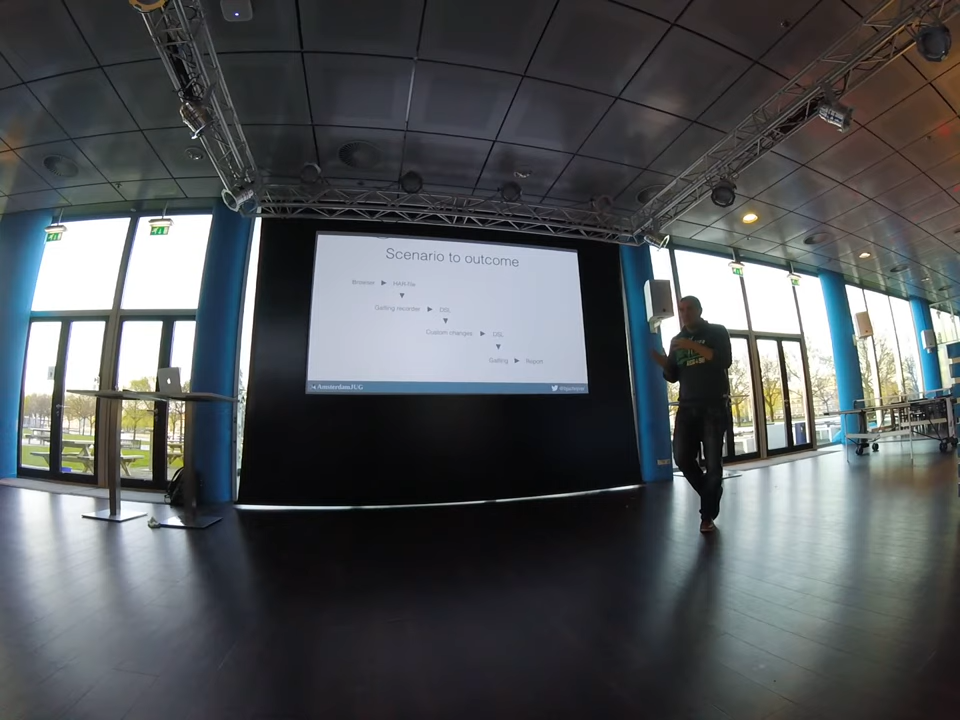 Scenario to outcome
Browser ► HAR-file
▼
Gatling recorder ► DSL
▼
Custom changes ► DSL
▼
Gatling ► Report
AmsterdamJUG